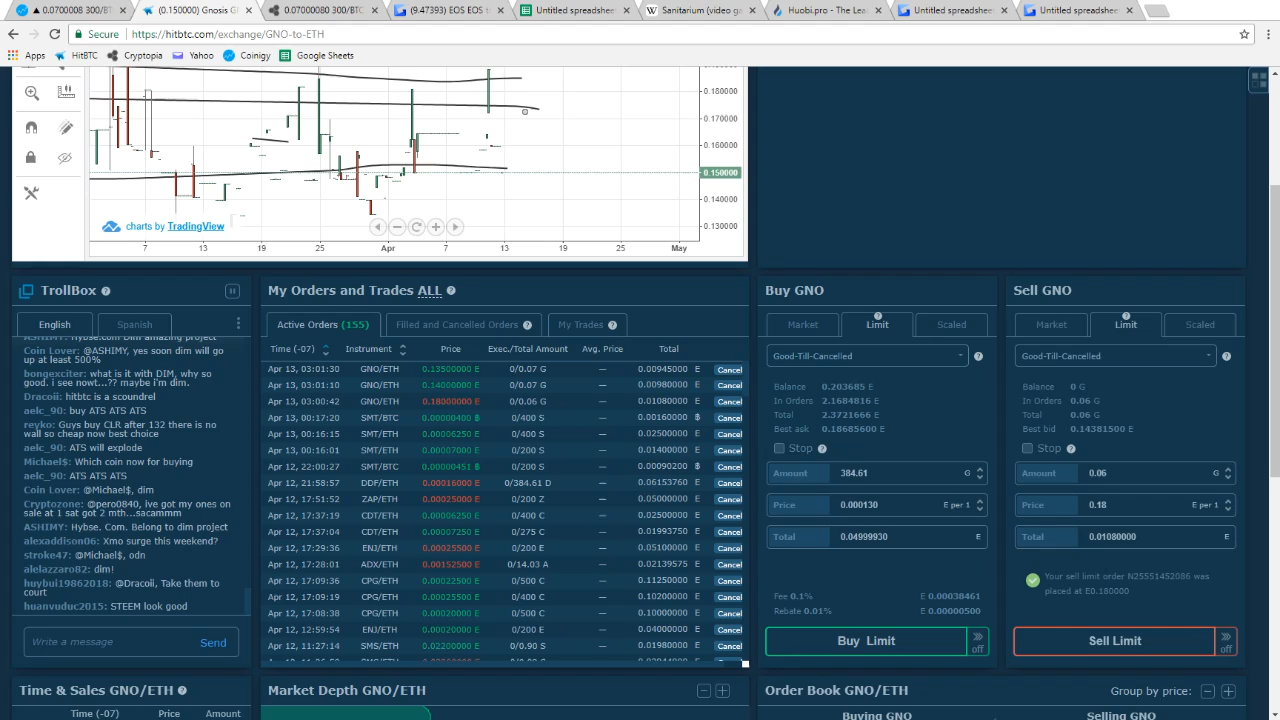 0.0700008 300/BT
(0.150000) Gnosis G
0.07000080 300/BTC
(9.47393) EOS EOS t
Untitled spreadsheet
Sanitarium (video ga
Huobi.pro - The Lea
Untitled spreadsheet
Untitled spreadsheet
Secure
https://hitbtc.com/exchange/GNO-to-ETH
Apps
HitBTC
Cryptopia
Yahoo
Coinigy
Google Sheets
0.180000
0.170000
0.160000
0.150000
0.140000
0.130000
charts by TradingView
7 13 19 25 Apr 7 13 19 25 May
TrollBox
English
Spanish
ASHIMY: Hybse.com Dim amazing project
Coin Lover: @ASHIMY, yes soon dim will go
up at least 500%
bongexciter: what is it with DIM, why so
good. i see nowt...?? maybe i'm dim.
Dracoii: hitbtc is a scoundrel
aelc_90: buy ATS ATS ATS
reyko: Guys buy CLR after 132 there is no
wall so cheap now best choice
aelc_90: ATS will explode
Michael$: Which coin now for buying
aelc_90: ATS ATS ATS
Coin Lover: @Michael$, dim
Cryptozone: @pero0840, ive got my ones on
sale at 1 sat got 2 mth...sacammm
ASHIMY: Hybse. Com. Belong to dim project
alexaddison06: Xmo surge this weekend?
stroke47: @Michael$, odn
alelazzaro82: dim!
huybui19862018: @Dracoii, Take them to
court
huanvuduc2015: STEEM look good
Write a message
Send
My Orders and Trades ALL
Active Orders (155)
Filled and Cancelled Orders
My Trades
Time (-07) Instrument Price Exec./Total Amount Avg. Price Total
Apr 13, 03:01:30 GNO/ETH 0.13500000 E 0/0.07 G — 0.00945000 E Cancel
Apr 13, 03:01:10 GNO/ETH 0.14000000 E 0/0.07 G — 0.00980000 E Cancel
Apr 13, 03:00:42 GNO/ETH 0.18000000 E 0/0.06 G — 0.01080000 E Cancel
Apr 13, 00:17:20 SMT/BTC 0.00000400 ฿ 0/400 S — 0.00160000 ฿ Cancel
Apr 13, 00:16:15 SMT/ETH 0.00006250 E 0/400 S — 0.02500000 E Cancel
Apr 13, 00:16:01 SMT/ETH 0.00007000 E 0/200 S — 0.01400000 E Cancel
Apr 12, 22:00:27 SMT/BTC 0.00000451 ฿ 0/200 S — 0.00090200 ฿ Cancel
Apr 12, 21:58:57 DDF/ETH 0.00016000 E 0/384.61 D — 0.06153760 E Cancel
Apr 12, 17:51:52 ZAP/ETH 0.00025000 E 0/200 Z — 0.05000000 E Cancel
Apr 12, 17:37:19 CDT/ETH 0.00006250 E 0/400 C — 0.02500000 E Cancel
Apr 12, 17:37:04 CDT/ETH 0.00007250 E 0/275 C — 0.01993750 E Cancel
Apr 12, 17:29:36 ENJ/ETH 0.00025500 E 0/200 E — 0.05100000 E Cancel
Apr 12, 17:28:01 ADX/ETH 0.00152500 E 0/14.03 A — 0.02139575 E Cancel
Apr 12, 17:09:36 CPG/ETH 0.00022500 E 0/500 C — 0.11250000 E Cancel
Apr 12, 17:09:19 CPG/ETH 0.00025500 E 0/400 C — 0.10200000 E Cancel
Apr 12, 17:08:38 CPG/ETH 0.00020000 E 0/500 C — 0.10000000 E Cancel
Apr 12, 12:59:54 ENJ/ETH 0.00020000 E 0/200 E — 0.04000000 E Cancel
Apr 12, 11:27:14 SMS/ETH 0.02200000 E 0/0.90 S — 0.01980000 E Cancel
Buy GNO
Market
Limit
Scaled
Good-Till-Cancelled
Balance 0.203685 E
In Orders 2.1684816 E
Total 2.3721666 E
Best ask 0.18685600 E
Stop
Amount 384.61 G
Price 0.000130 E per 1
Total 0.04999930 E
Fee 0.1% E 0.00038461
Rebate 0.01% E 0.00000500
Buy Limit
off
Sell GNO
Market
Limit
Scaled
Good-Till-Cancelled
Balance 0 G
In Orders 0.06 G
Total 0.06 G
Best bid 0.14381500 E
Stop
Amount 0.06 G
Price 0.18 E per 1
Total 0.01080000 E
Your sell limit order N255S1452086 was
placed at E0.180000
Sell Limit
off
Time & Sales GNO/ETH
Time (-07) Price Amount
Market Depth GNO/ETH
Order Book GNO/ETH
Group by price:
Buying GNO
Selling GNO